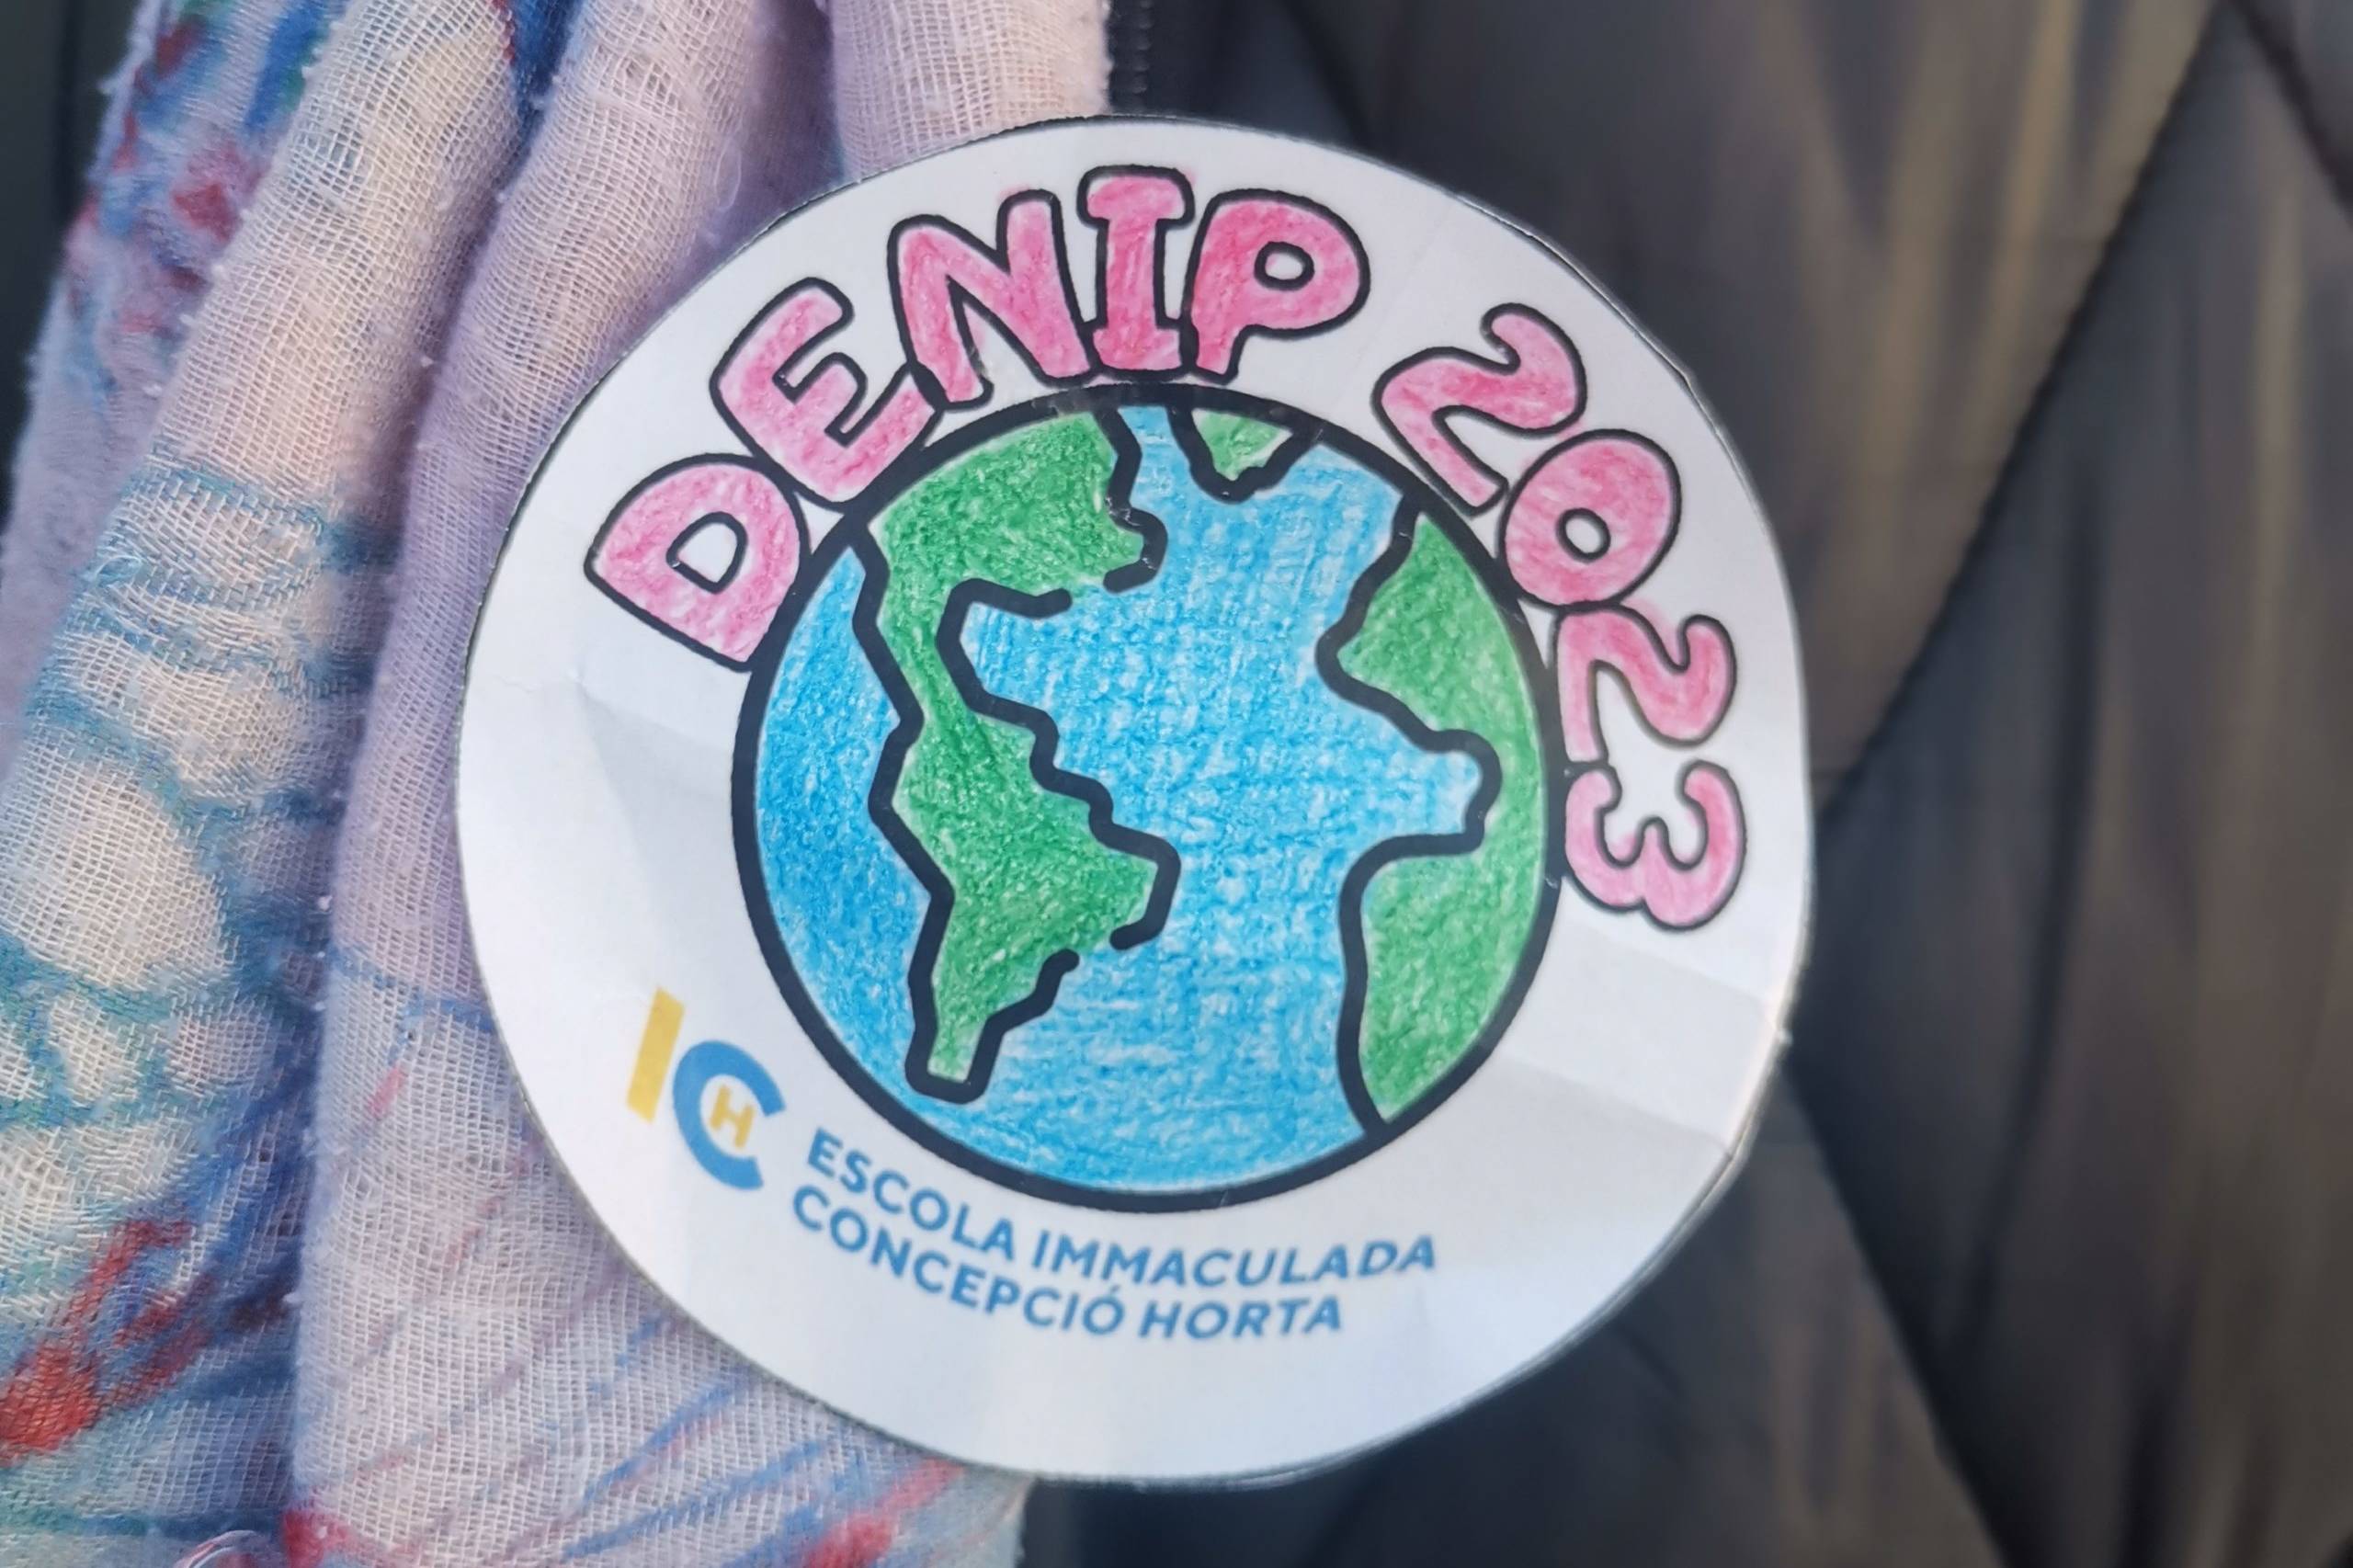 DENIP 2023
ICH
ESCOLA IMMACULADA
CONCEPCIÓ HORTA